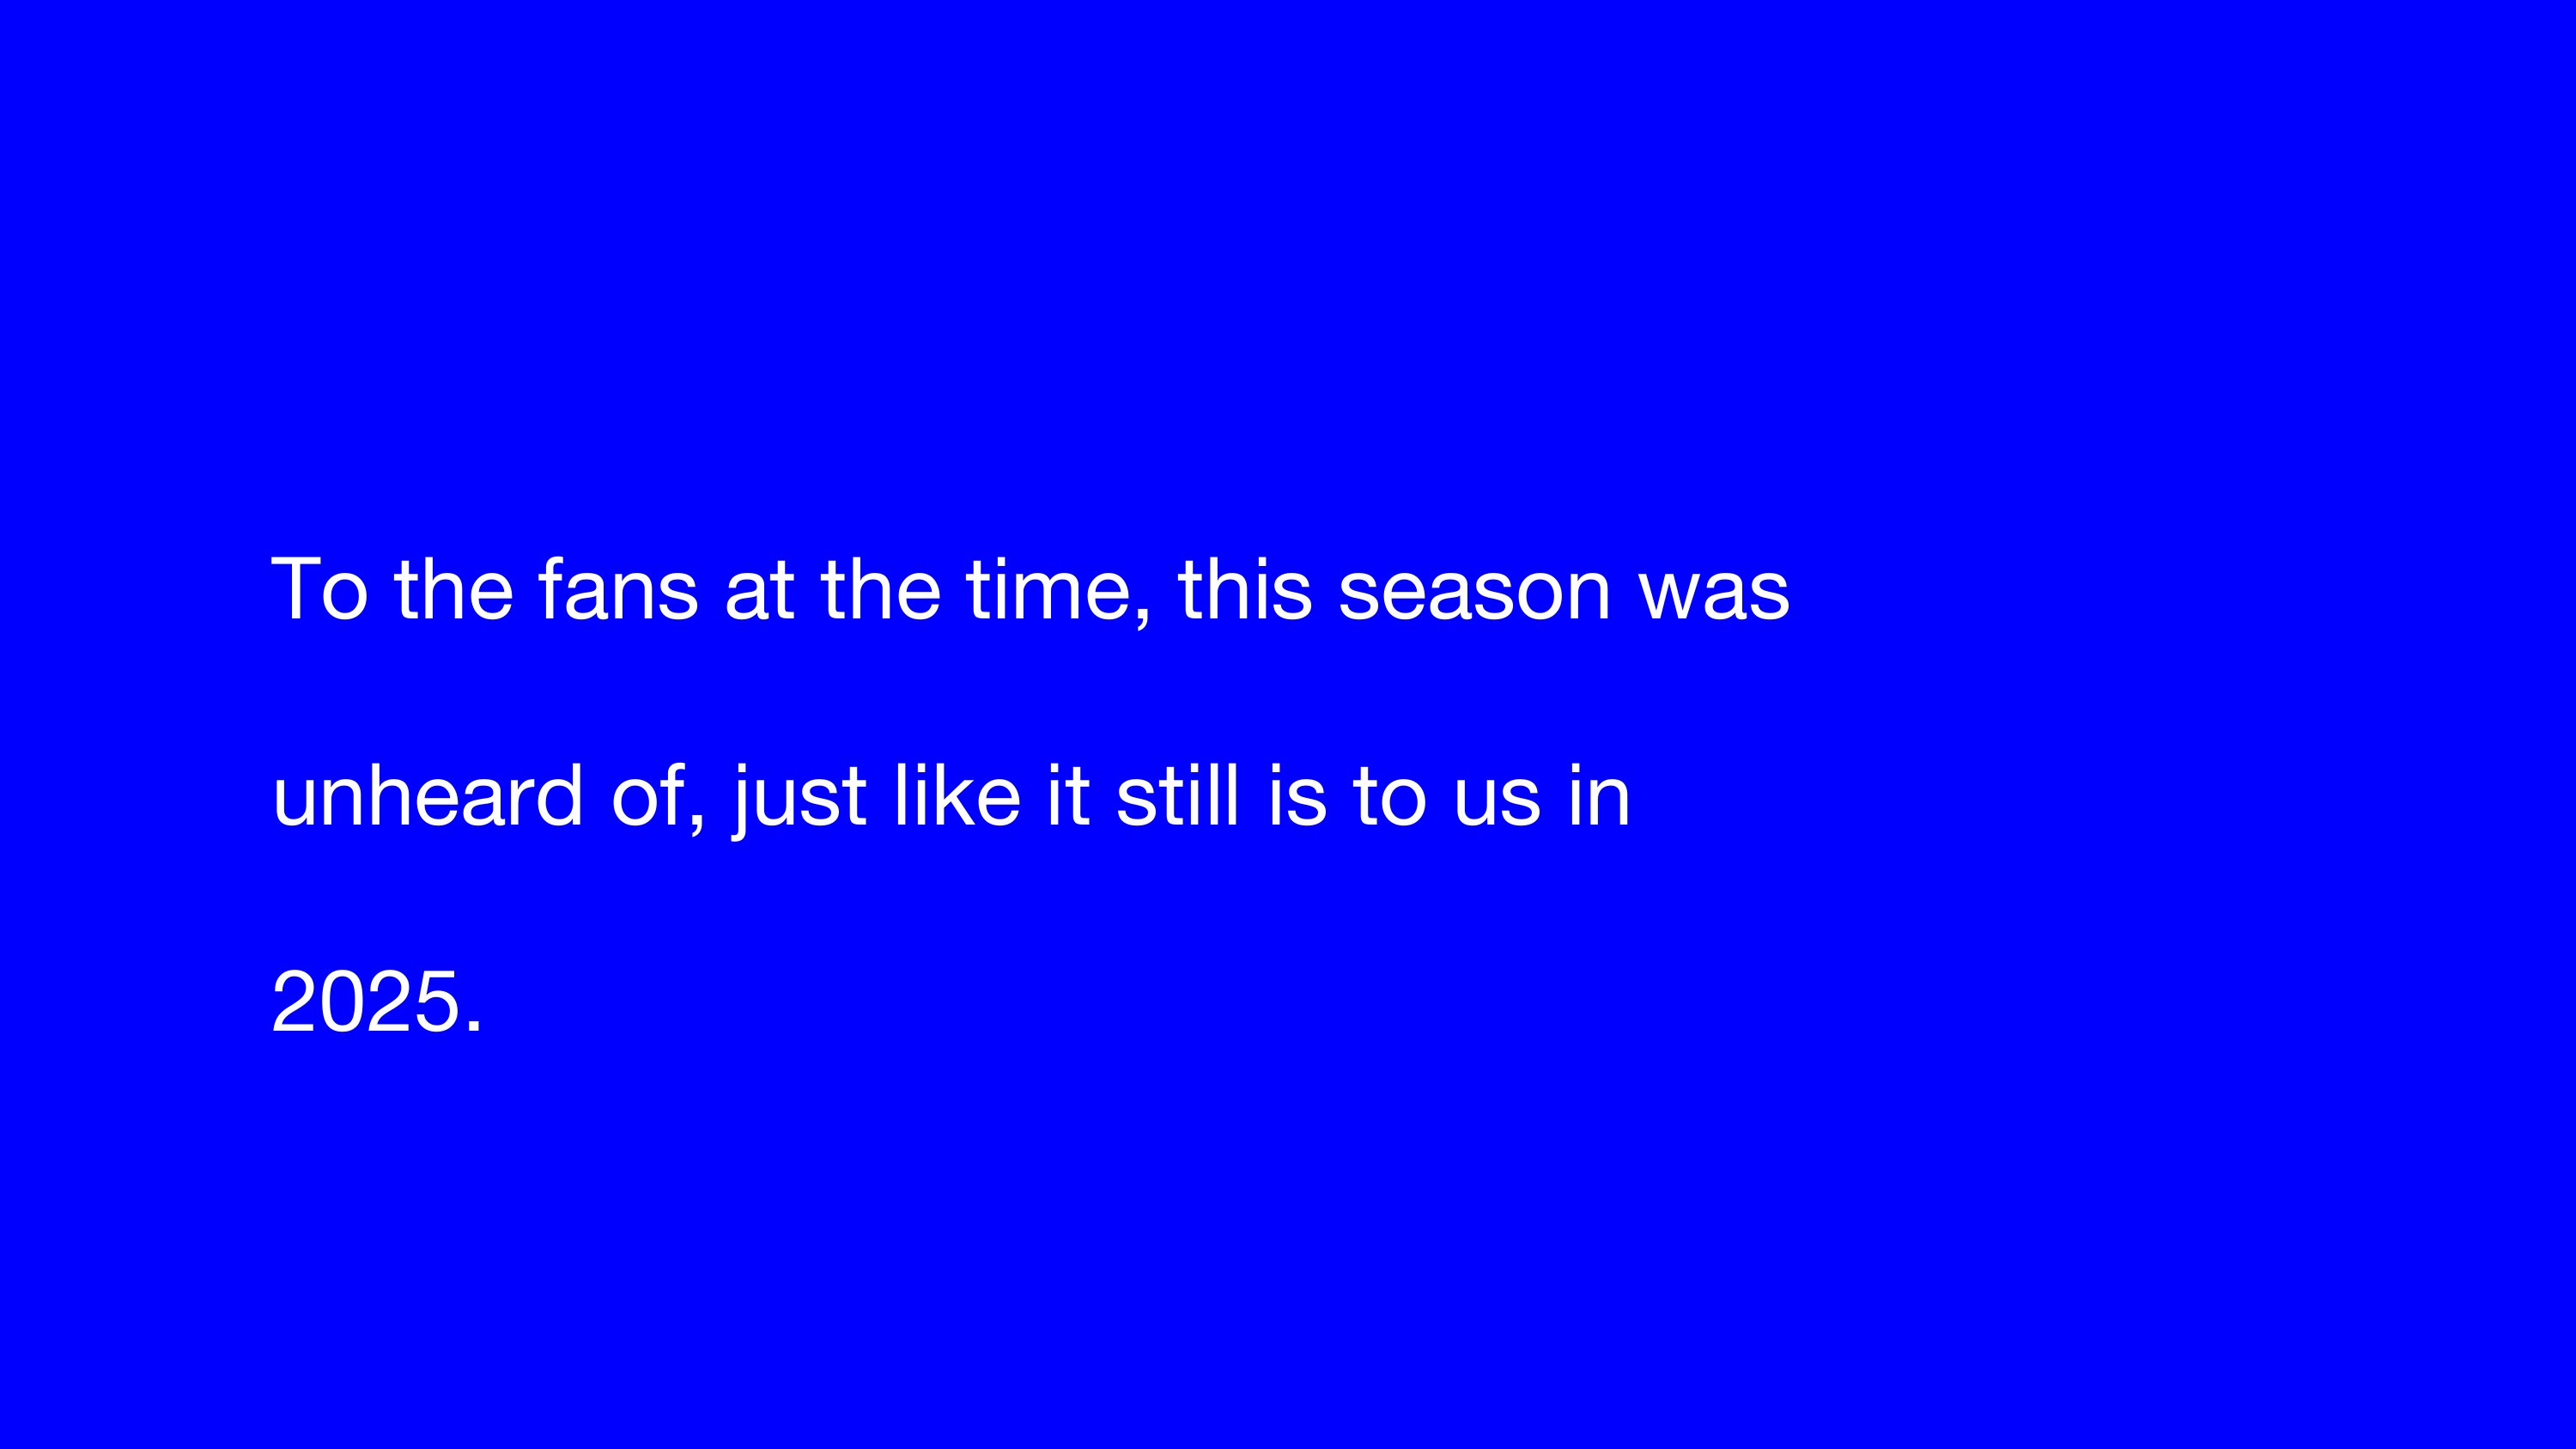 To the fans at the time, this season was
unheard of, just like it still is to us in
2025.